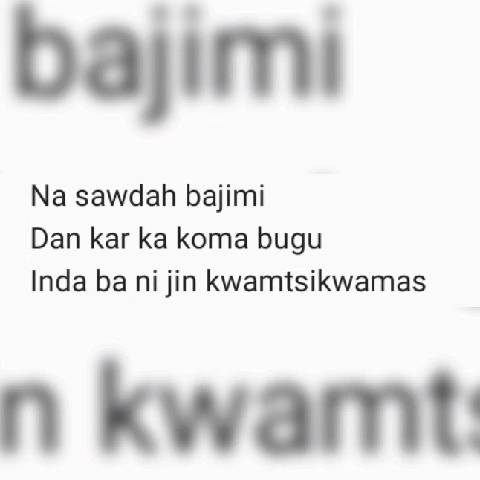 bajimi
Na sawdah bajimi
Dan kar ka koma bugu
Inda ba ni jin kwamtsikwamas
n kwamts